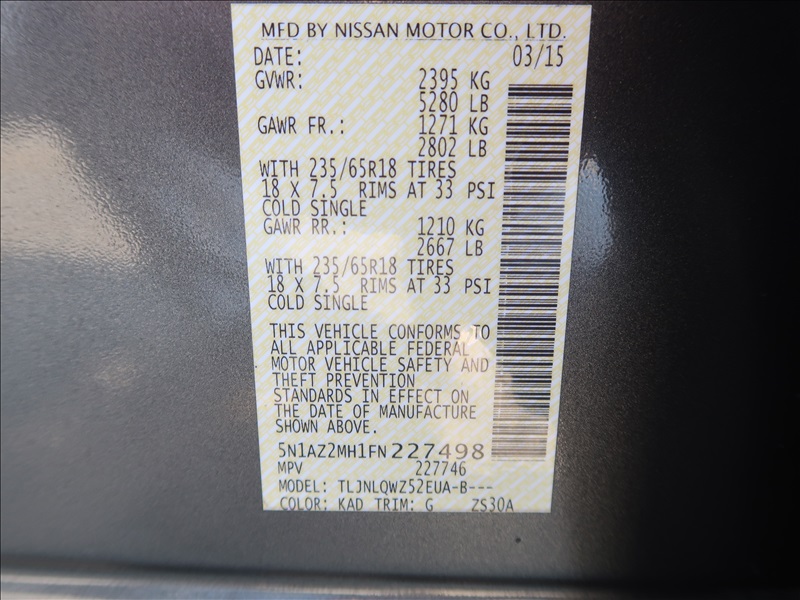 MFD BY NISSAN MOTOR CO., LTD.
DATE: 03/15
GVWR: 2395 KG
5280 LB
GAWR FR.: 1271 KG
2802 LB
WITH 235/65R18 TIRES
18 X 7.5 RIMS AT 33 PSI
COLD SINGLE
GAWR RR.: 1210 KG
2667 LB
WITH 235/65R18 TIRES
18 X 7.5 RIMS AT 33 PSI
COLD SINGLE
THIS VEHICLE CONFORMS TO
ALL APPLICABLE FEDERAL
MOTOR VEHICLE SAFETY AND
THEFT PREVENTION
STANDARDS IN EFFECT ON
THE DATE OF MANUFACTURE
SHOWN ABOVE.
5N1AZ2MH1FN227498
MPV 227746
MODEL: TLJNLQWZ52EUA-B---
COLOR: KAD TRIM: G ZS30A